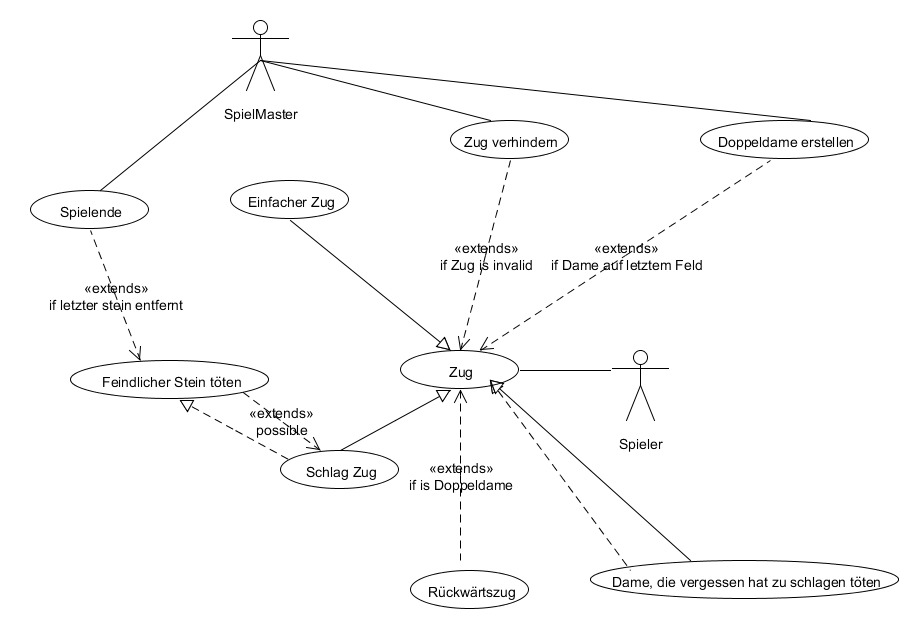 SpielMaster
Zug verhindern
Doppeldame erstellen
Spielende
Einfacher Zug
«extends»
if Zug is invalid
«extends»
if Dame auf letztem Feld
«extends»
if letzter stein entfernt
Zug
Feindlicher Stein töten
«extends»
possible
Spieler
Schlag Zug
«extends»
if is Doppeldame
Rückwärtszug
Dame, die vergessen hat zu schlagen töten